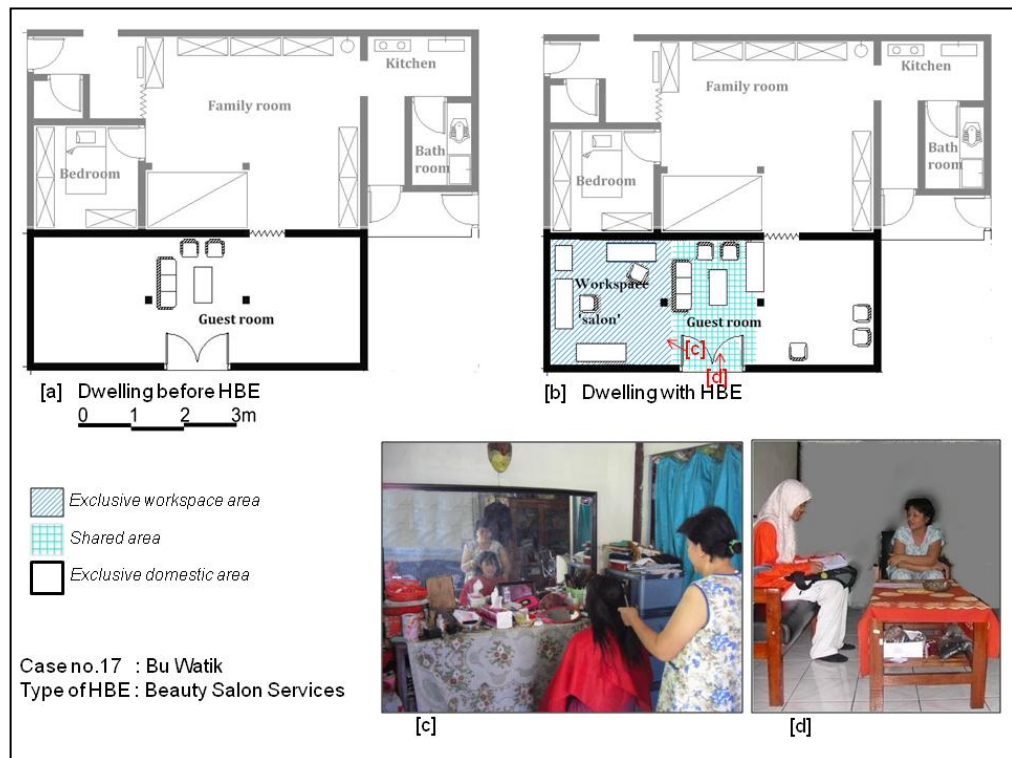 Kitchen
Family room
Bath
room
Bedroom
Guest room
[a] Dwelling before HBE
0 1 2 3m
Kitchen
Family room
Bath
room
Bedroom
Workspace
'salon'
Guest room
[c]
[d]
[b] Dwelling with HBE
Exclusive workspace area
Shared area
Exclusive domestic area
Case no.17 : Bu Watik
Type of HBE : Beauty Salon Services
[c]
[d]